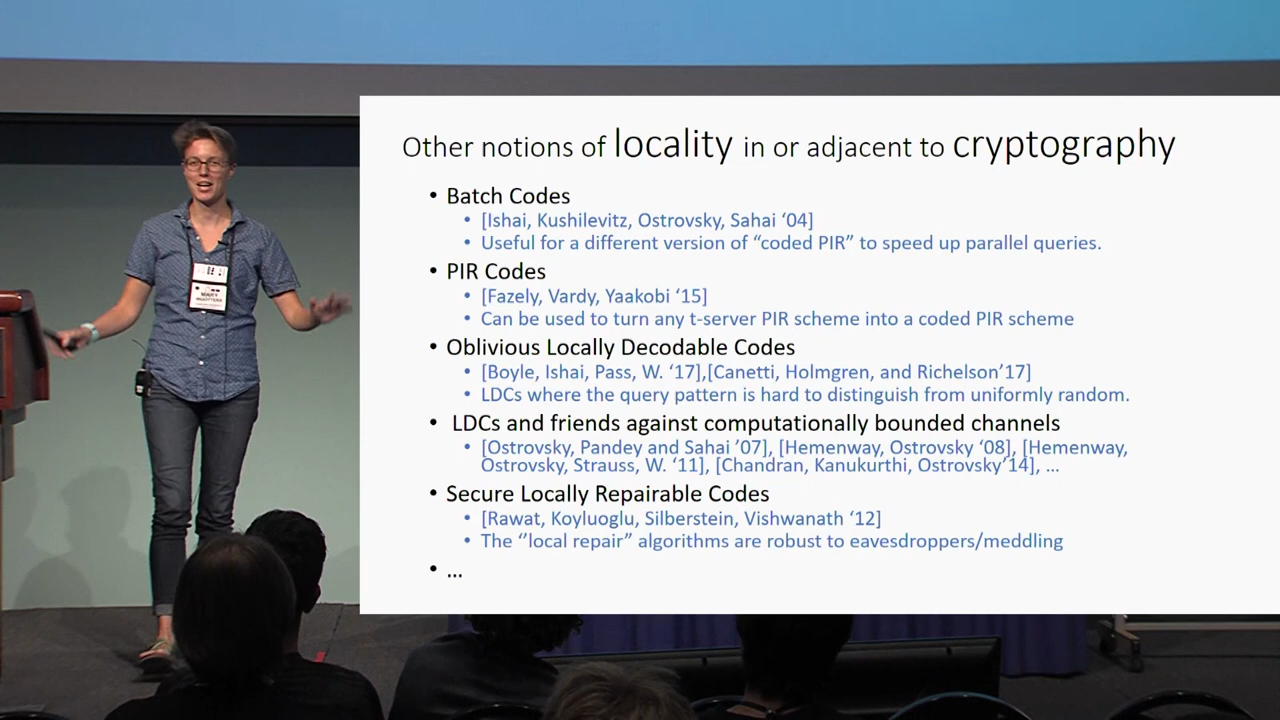 Other notions of locality in or adjacent to cryptography
• Batch Codes
• [Ishai, Kushilevitz, Ostrovsky, Sahai ‘04]
• Useful for a different version of “coded PIR” to speed up parallel queries.
• PIR Codes
• [Fazely, Vardy, Yaakobi ‘15]
• Can be used to turn any t-server PIR scheme into a coded PIR scheme
• Oblivious Locally Decodable Codes
• [Boyle, Ishai, Pass, W. ‘17],[Canetti, Holmgren, and Richelson’17]
• LDCs where the query pattern is hard to distinguish from uniformly random.
• LDCs and friends against computationally bounded channels
• [Ostrovsky, Pandey and Sahai ’07], [Hemenway, Ostrovsky ‘08], [Hemenway,
Ostrovsky, Strauss, W. ‘11], [Chandran, Kanukurthi, Ostrovsky’14], …
• Secure Locally Repairable Codes
• [Rawat, Koyluoglu, Silberstein, Vishwanath ‘12]
• The ‘’local repair” algorithms are robust to eavesdroppers/meddling
• …
MARY
WOOTTERS